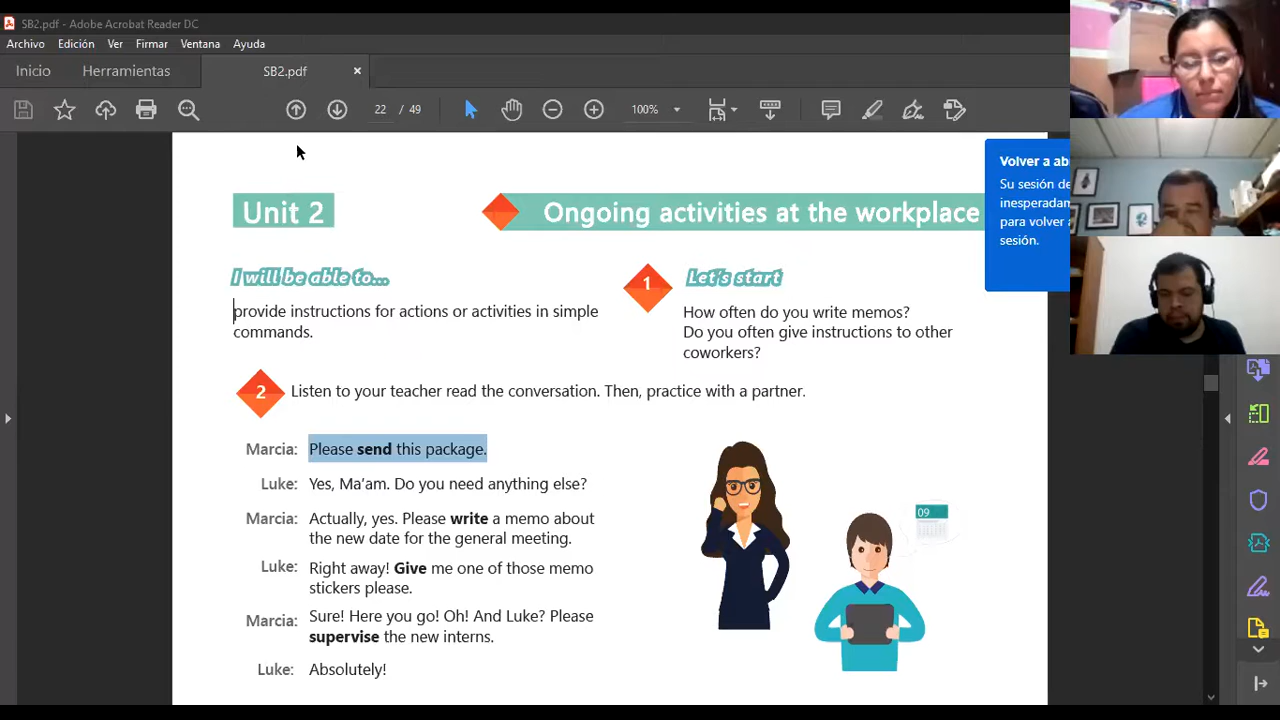 SB2.pdf - Adobe Acrobat Reader DC
Archivo Edición Ver Firmar Ventana Ayuda
Inicio Herramientas SB2.pdf ×
22 / 49 100%
Unit 2
Ongoing activities at the workplace
I will be able to...
provide instructions for actions or activities in simple
commands.
1
Let's start
How often do you write memos?
Do you often give instructions to other
coworkers?
Volver a ab
Su sesión de
inesperadam
para volver a
sesión.
2
Listen to your teacher read the conversation. Then, practice with a partner.
Marcia: Please send this package.
Luke: Yes, Ma'am. Do you need anything else?
Marcia: Actually, yes. Please write a memo about
the new date for the general meeting.
Luke: Right away! Give me one of those memo
stickers please.
Marcia: Sure! Here you go! Oh! And Luke? Please
supervise the new interns.
Luke: Absolutely!
09